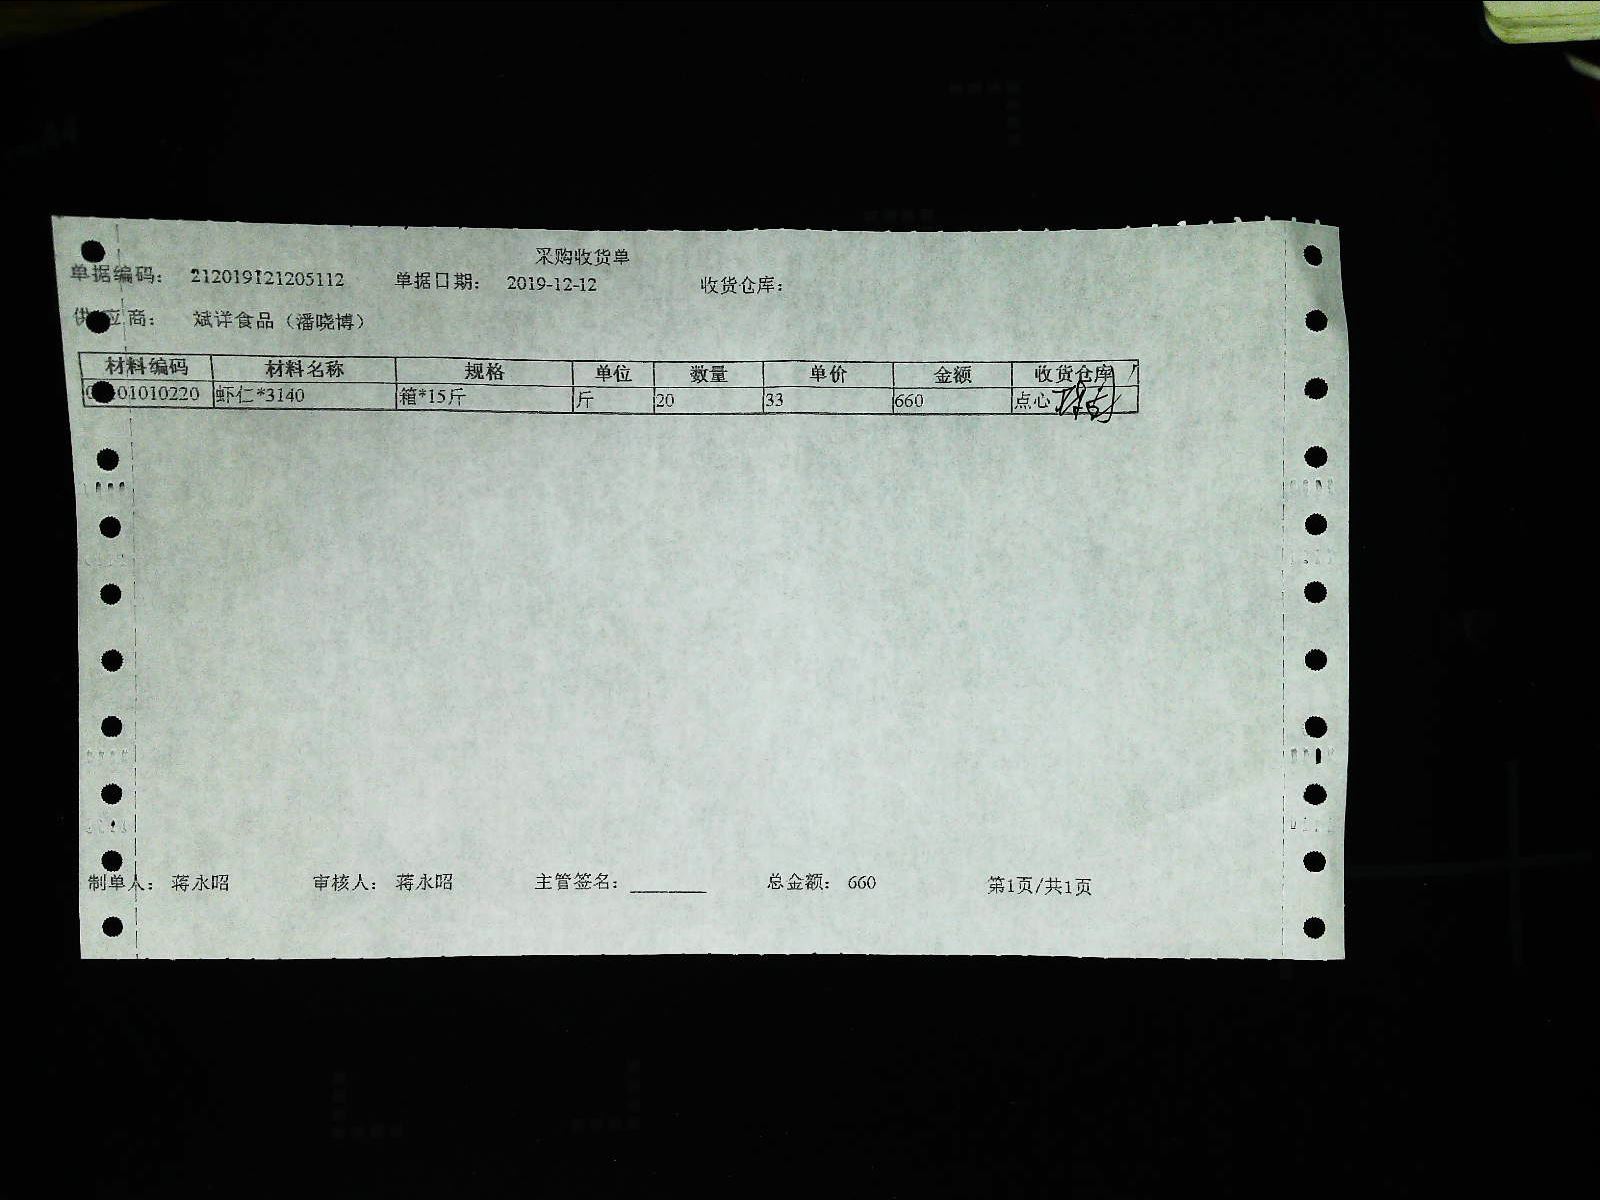 采购收货单
单据编码： 212019121205112 单据日期： 2019-12-12 收货仓库：
供应商： 斌洋食品（潘晓博）
材料编码 材料名称 规格 单位 数量 单价 金额 收货仓库
01010220 虾仁*3140 箱*15斤 斤 20 33 660 点心
制单人： 蒋永昭 审核人： 蒋永昭 主管签名： 总金额： 660 第1页/共1页